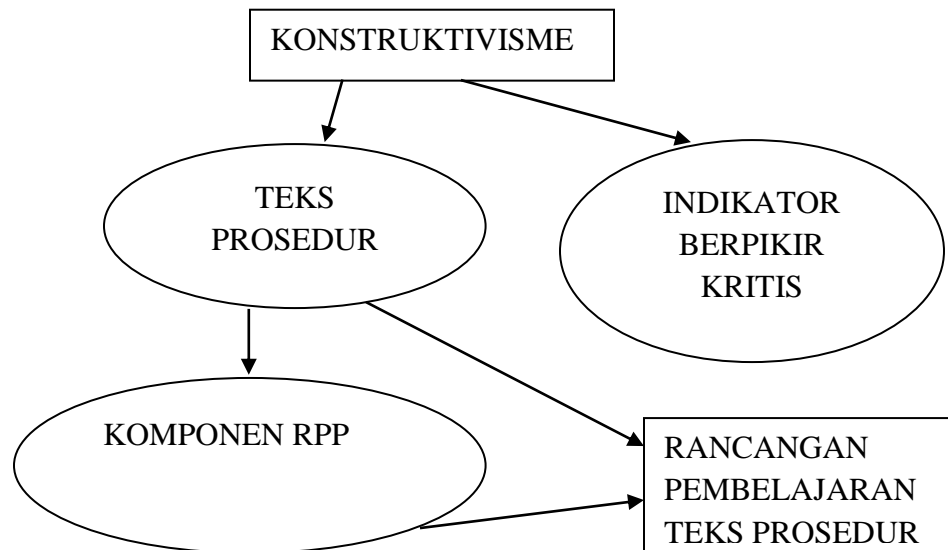 KONSTRUKTIVISME
TEKS
PROSEDUR
INDIKATOR
BERPIKIR
KRITIS
KOMPONEN RPP
RANCANGAN
PEMBELAJARAN
TEKS PROSEDUR